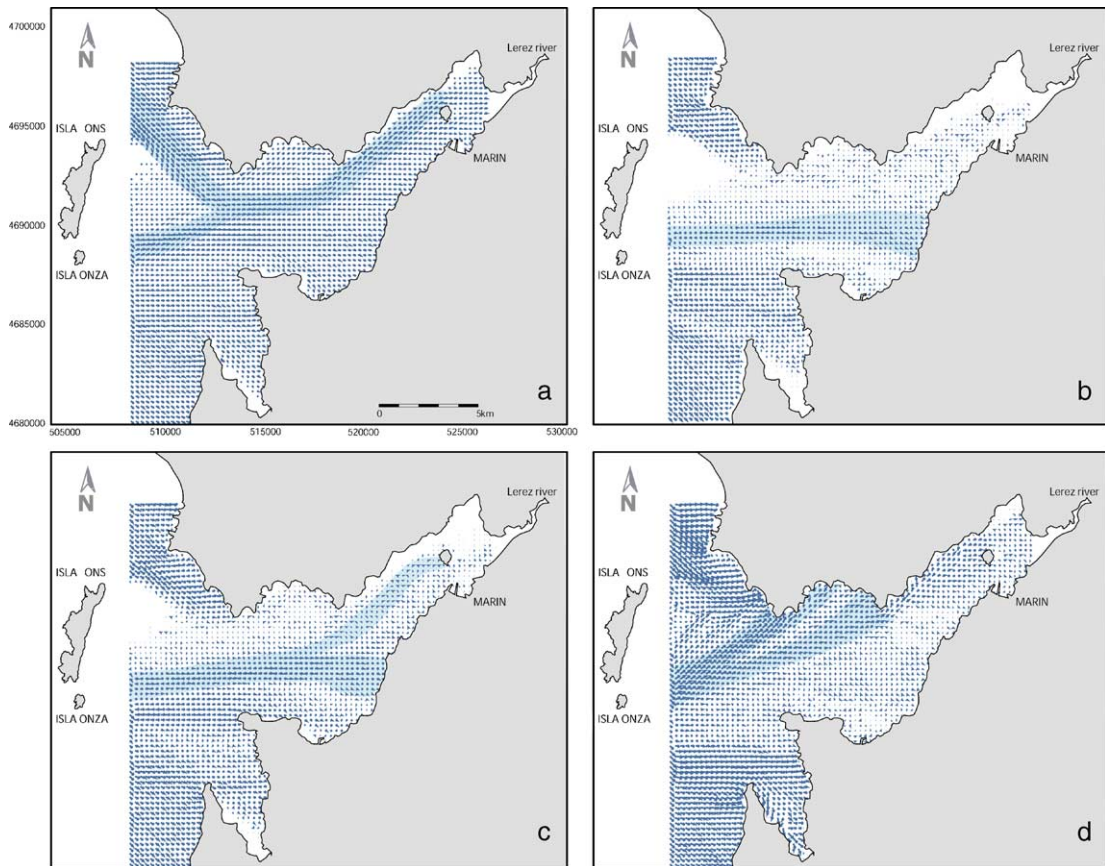 4700000
N
Lerez river
N
Lerez river
4695000
ISLA ONS
ISLA ONS
MARIN
MARIN
4690000
ISLA ONZA
ISLA ONZA
4685000
0
5km
a
b
4680000
505000 510000 515000 520000 525000 530000
N
Lerez river
N
Lerez river
ISLA ONS
ISLA ONS
MARIN
MARIN
ISLA ONZA
ISLA ONZA
c
d